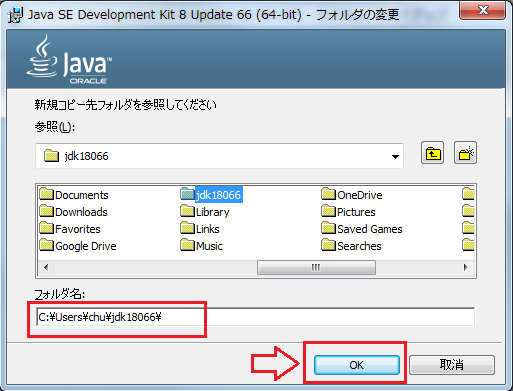 Java SE Development Kit 8 Update 66 (64-bit) - フォルダの変更
Java™
ORACLE
新規コピー先フォルダを参照してください
参照(L):
jdk18066
Documents jdk18066 OneDrive
Downloads Library Pictures
Favorites Links Saved Games
Google Drive Music Searches
フォルダ名:
C:¥Users¥chu¥jdk18066¥
OK 取消